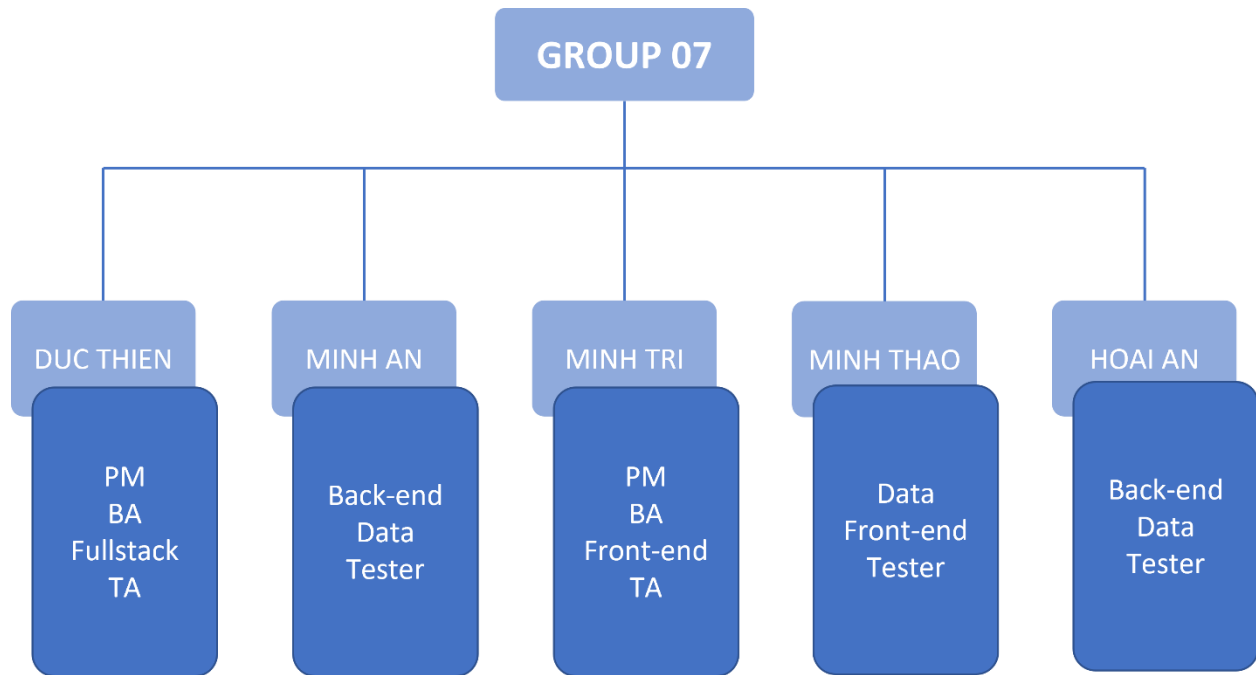 GROUP 07
DUC THIEN
PM
BA
Fullstack
TA
MINH AN
Back-end
Data
Tester
MINH TRI
PM
BA
Front-end
TA
MINH THAO
Data
Front-end
Tester
HOAI AN
Back-end
Data
Tester